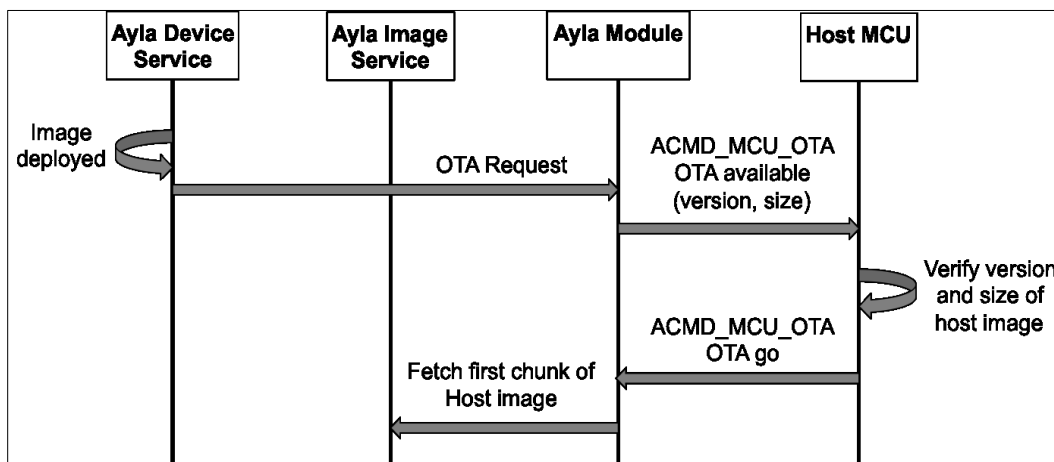 Ayla Device
Service
Ayla Image
Service
Ayla Module
Host MCU
Image
deployed
OTA Request
ACMD_MCU_OTA
OTA available
(version, size)
Verify version
and size of
host image
ACMD_MCU_OTA
OTA go
Fetch first chunk of
Host image